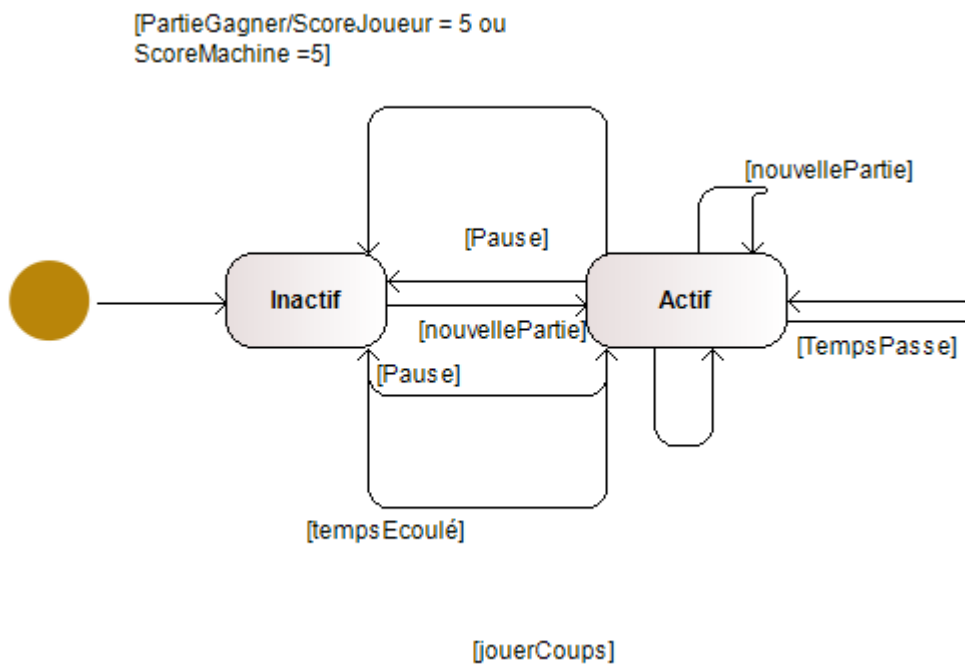 [PartieGagner/ScoreJoueur = 5 ou
ScoreMachine =5]
[nouvellePartie]
[Pause]
Inactif
Actif
[nouvellePartie]
[TempsPasse]
[Pause]
[tempsEcoulé]
[jouerCoups]